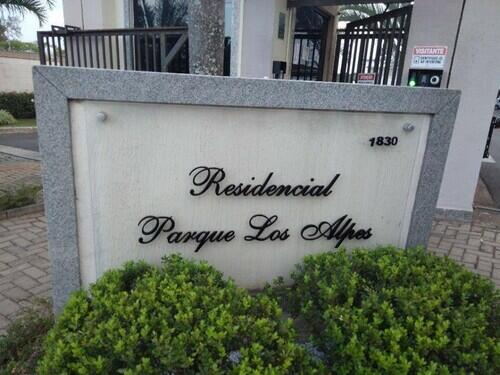 VISITANTE
1830
Residencial
Parque Los Alpes